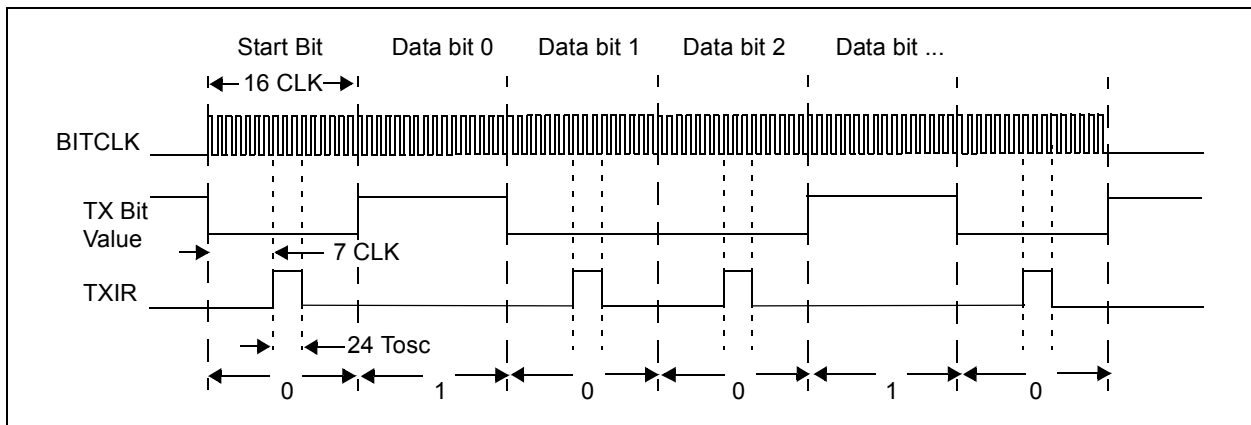 Start Bit Data bit 0 Data bit 1 Data bit 2 Data bit ...
16 CLK
BITCLK
TX Bit
Value
7 CLK
TXIR
24 Tosc
0 1 0 0 1 0